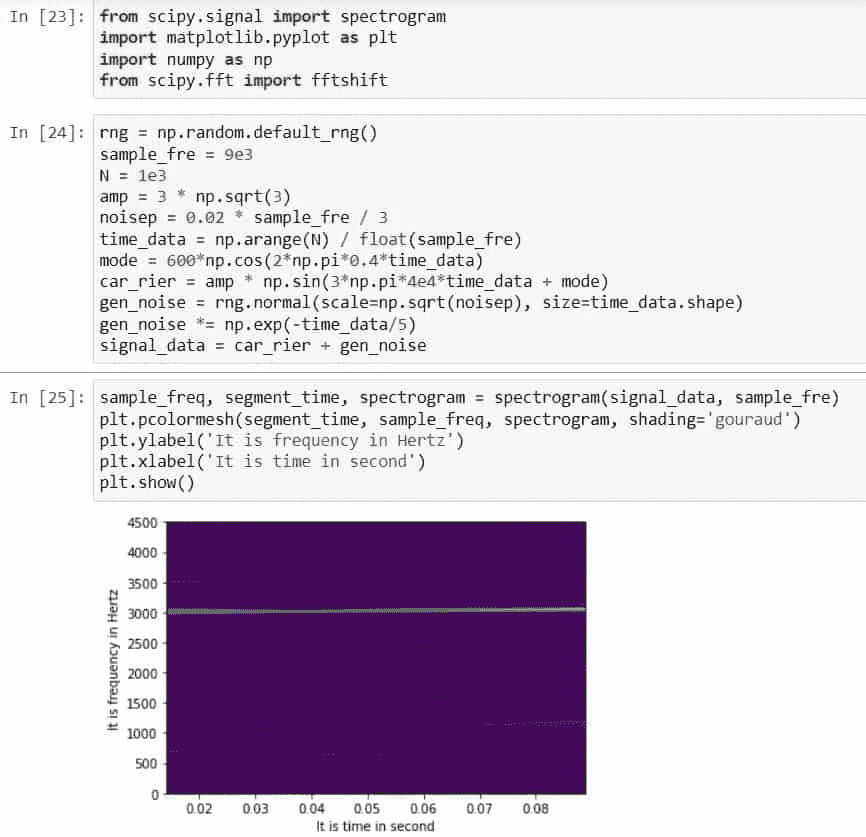 In [23]: from scipy.signal import spectrogram
import matplotlib.pyplot as plt
import numpy as np
from scipy.fft import fftshift
In [24]: rng = np.random.default_rng()
sample_fre = 9e3
N = 1e3
amp = 3 * np.sqrt(3)
noisep = 0.02 * sample_fre / 3
time_data = np.arange(N) / float(sample_fre)
mode = 600*np.cos(2*np.pi*0.4*time_data)
car_rier = amp * np.sin(3*np.pi*4e4*time_data + mode)
gen_noise = rng.normal(scale=np.sqrt(noisep), size=time_data.shape)
gen_noise *= np.exp(-time_data/5)
signal_data = car_rier + gen_noise
In [25]: sample_freq, segment_time, spectrogram = spectrogram(signal_data, sample_fre)
plt.pcolormesh(segment_time, sample_freq, spectrogram, shading='gouraud')
plt.ylabel('It is frequency in Hertz')
plt.xlabel('It is time in second')
plt.show()
It is frequency in Hertz
4500
4000
3500
3000
2500
2000
1500
1000
500
0
0.02 0.03 0.04 0.05 0.06 0.07 0.08
It is time in second